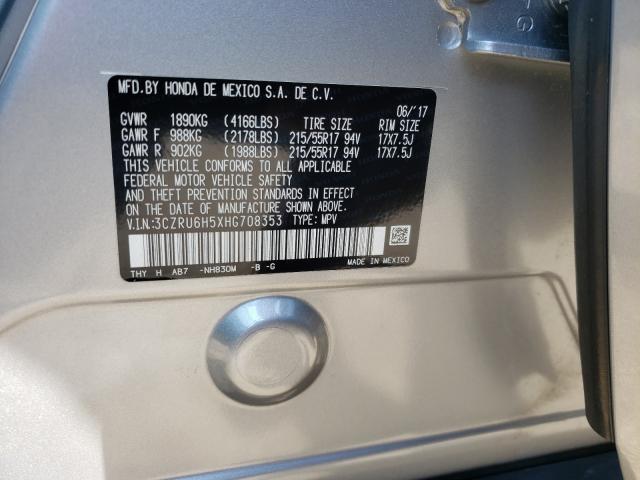 MFD.BY HONDA DE MEXICO S.A. DE C.V.
06/'17
GVWR 1890KG (4166LBS) TIRE SIZE RIM SIZE
GAWR F 988KG (2178LBS) 215/55R17 94V 17X7.5J
GAWR R 902KG (1988LBS) 215/55R17 94V 17X7.5J
THIS VEHICLE CONFORMS TO ALL APPLICABLE
FEDERAL MOTOR VEHICLE SAFETY
AND THEFT PREVENTION STANDARDS IN EFFECT
ON THE DATE OF MANUFACTURE SHOWN ABOVE.
V.I.N:3CZRU6H5XHG708353 TYPE: MPV
THY H AB7 -NH830M -B -G MADE IN MEXICO